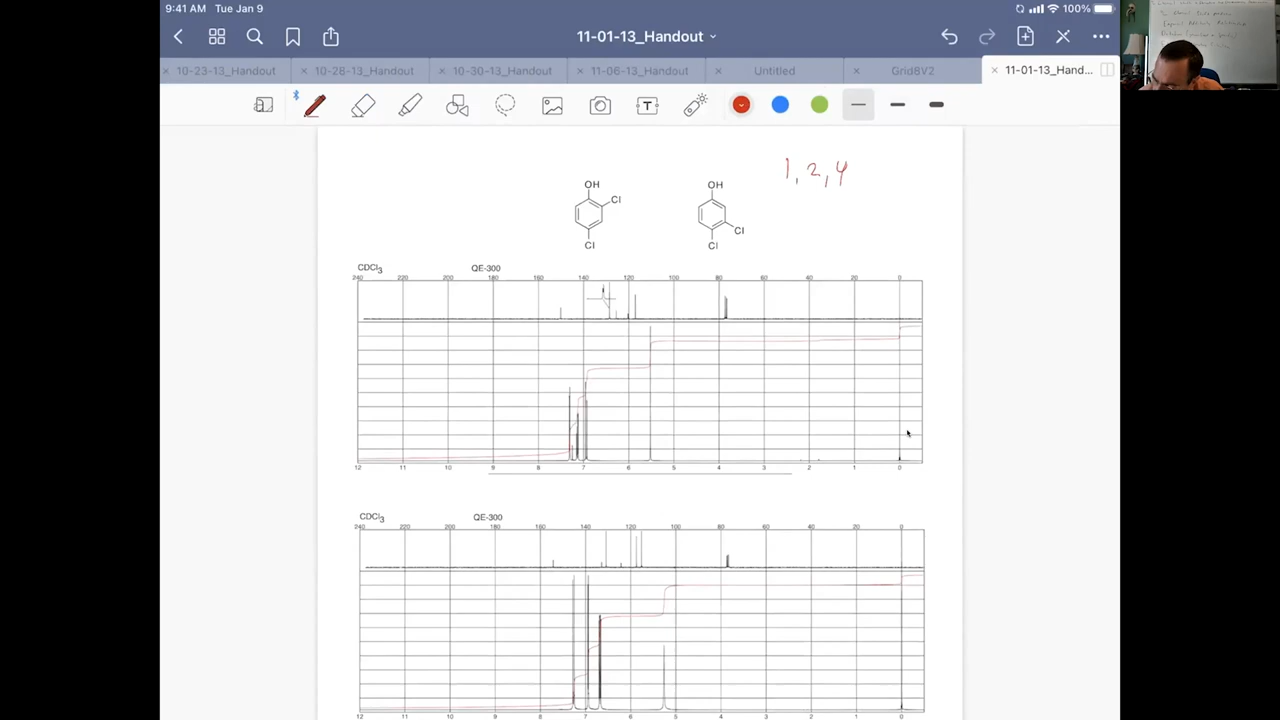 9:41 AM Tue Jan 9
100%
11-01-13_Handout
10-23-13_Handout
10-28-13_Handout
10-30-13_Handout
11-06-13_Handout
Untitled
Grid8V2
11-01-13_Hand...
T
1, 2, 4
OH
Cl
Cl
OH
Cl
Cl
CDCl3
QE-300
240 220 200 180 160 140 120 100 80 60 40 20 0
12 11 10 9 8 7 6 5 4 3 2 1 0
CDCl3
QE-300
240 220 200 180 160 140 120 100 80 60 40 20 0
12 11 10 9 8 7 6 5 4 3 2 1 0